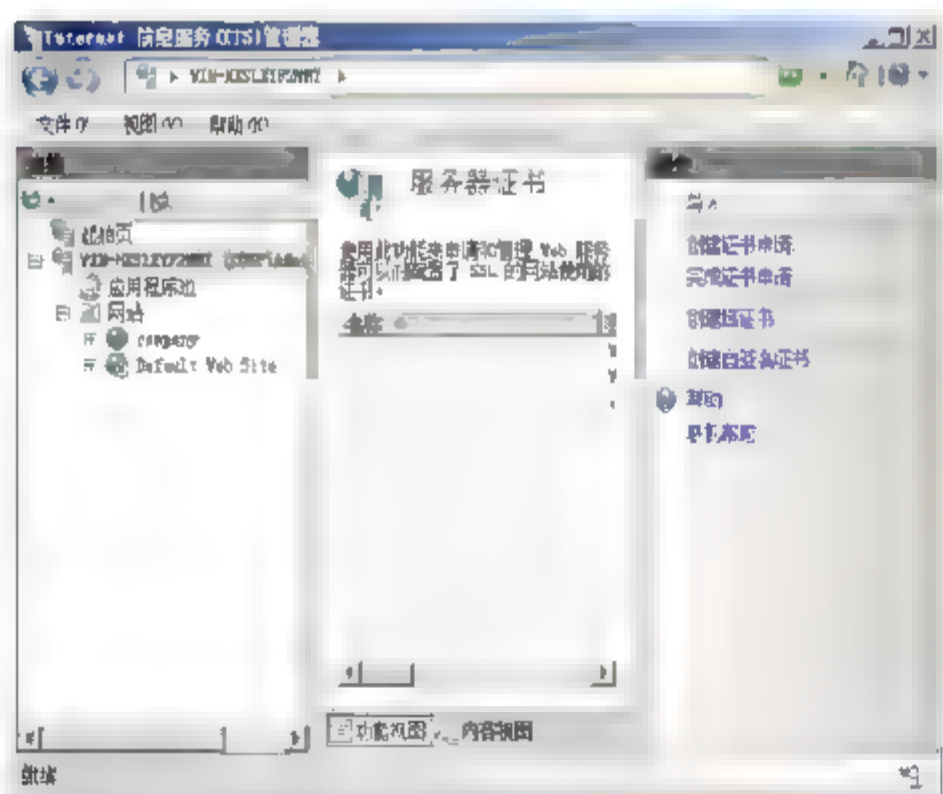 Internet 信息服务(IIS)管理器
文件 视图 帮助
起始页
应用程序池
网站
company
Default Web Site
服务器证书
使用此功能来申请和管理 Web 服务
器可以 配置了 SSL 的网站使用的
证书。
名称
导入
创建证书申请
完成证书申请
创建域证书
创建自签名证书
帮助
联机帮助
功能视图 内容视图
就绪